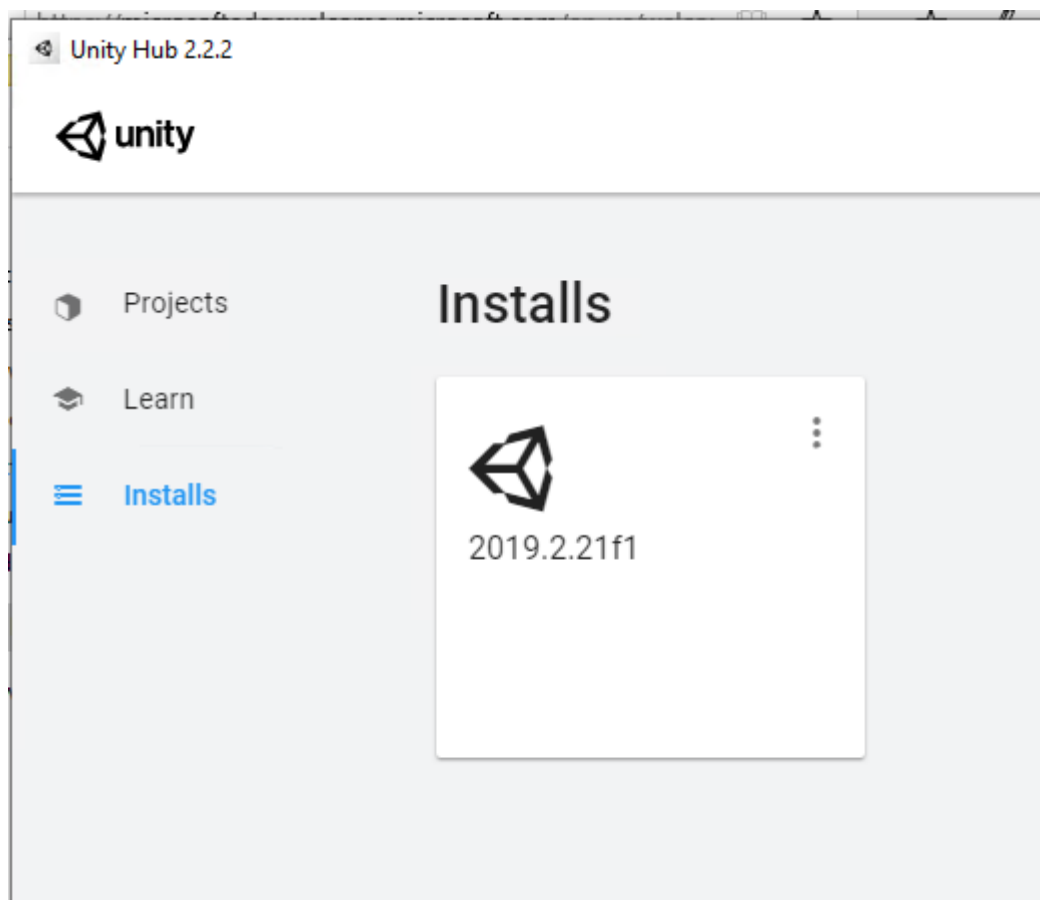 Unity Hub 2.2.2
unity
Projects
Installs
Learn
Installs
2019.2.21f1